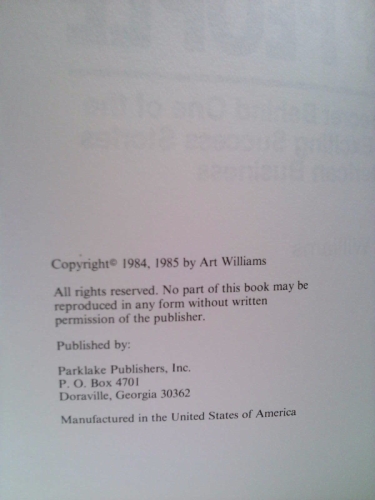 Copyright© 1984, 1985 by Art Williams
All rights reserved. No part of this book may be
reproduced in any form without written
permission of the publisher.
Published by:
Parklake Publishers, Inc.
P. O. Box 4701
Doraville, Georgia 30362
Manufactured in the United States of America